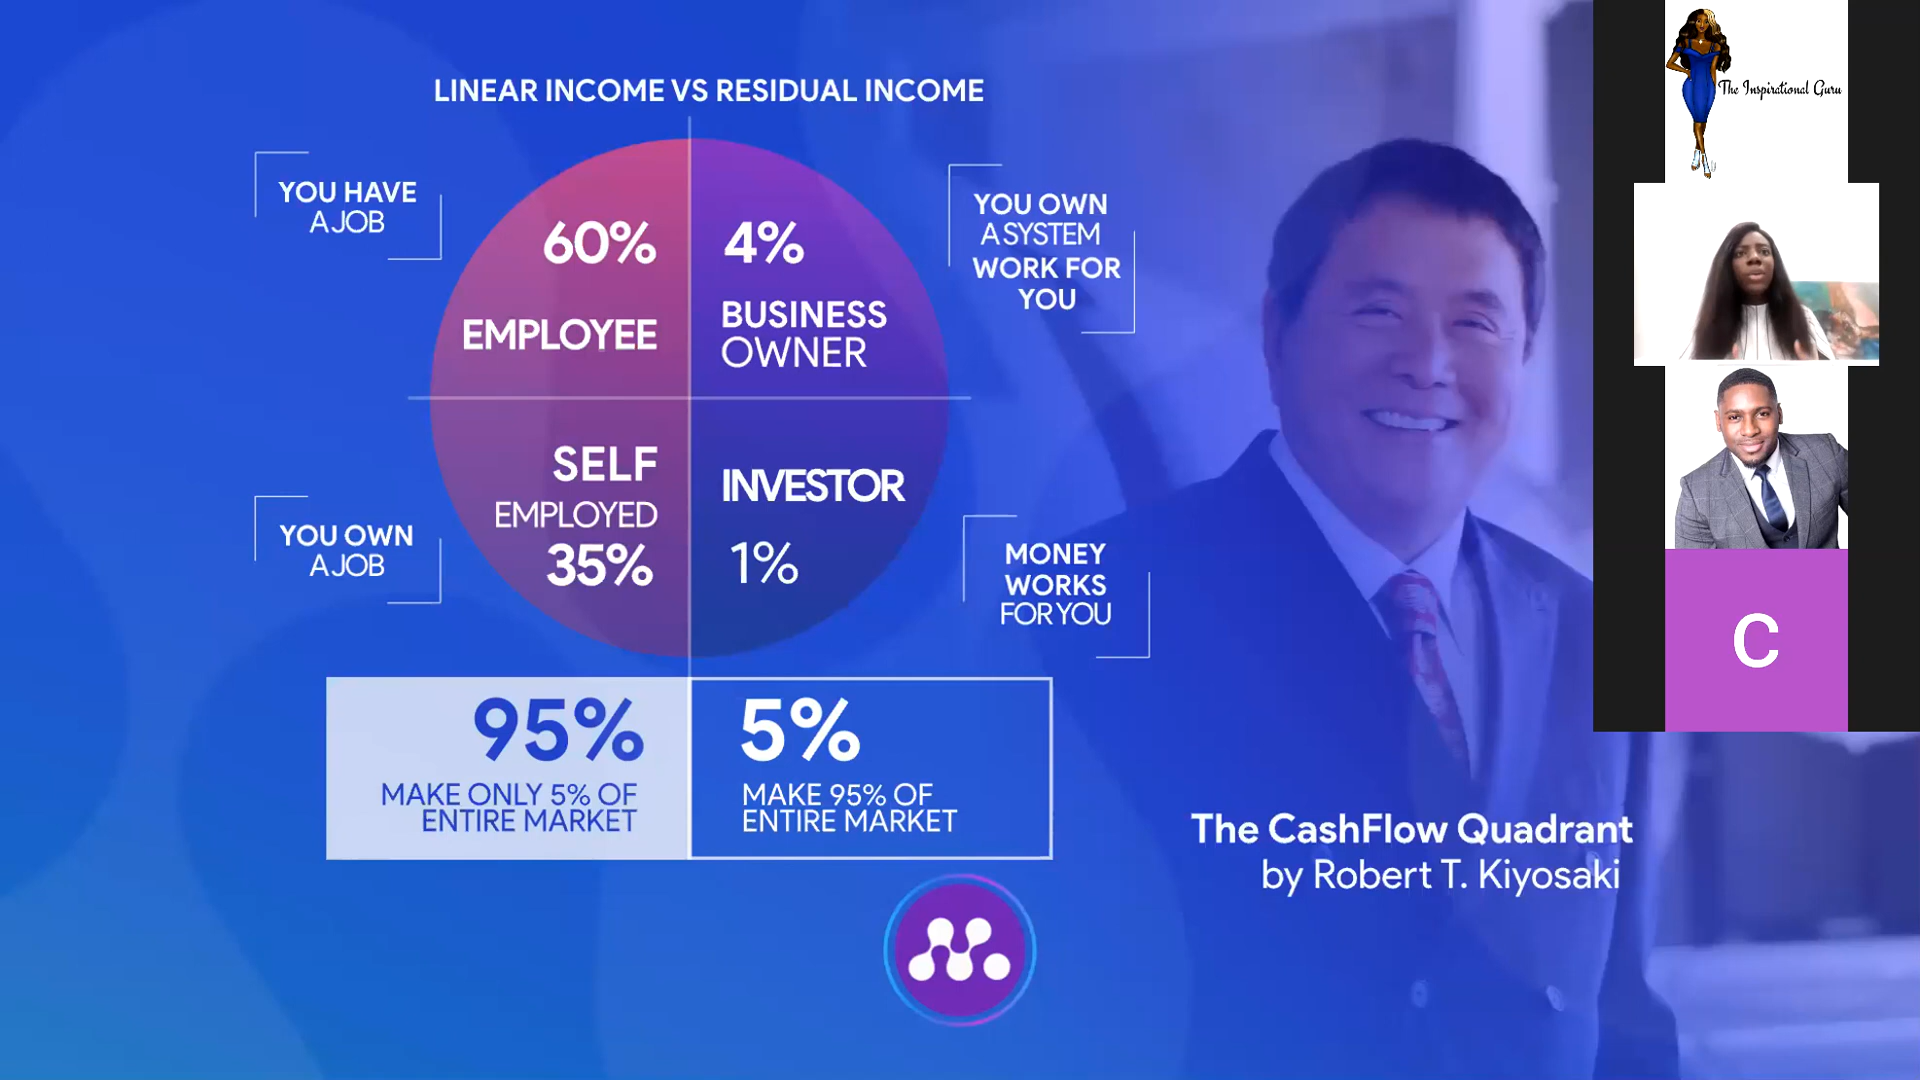 LINEAR INCOME VS RESIDUAL INCOME
YOU HAVE
A JOB
60%
EMPLOYEE
4%
BUSINESS
OWNER
YOU OWN
A SYSTEM
WORK FOR
YOU
YOU OWN
A JOB
SELF
EMPLOYED
35%
INVESTOR
1%
MONEY
WORKS
FOR YOU
95%
MAKE ONLY 5% OF
ENTIRE MARKET
5%
MAKE 95% OF
ENTIRE MARKET
The CashFlow Quadrant
by Robert T. Kiyosaki
The Inspirational Guru
C